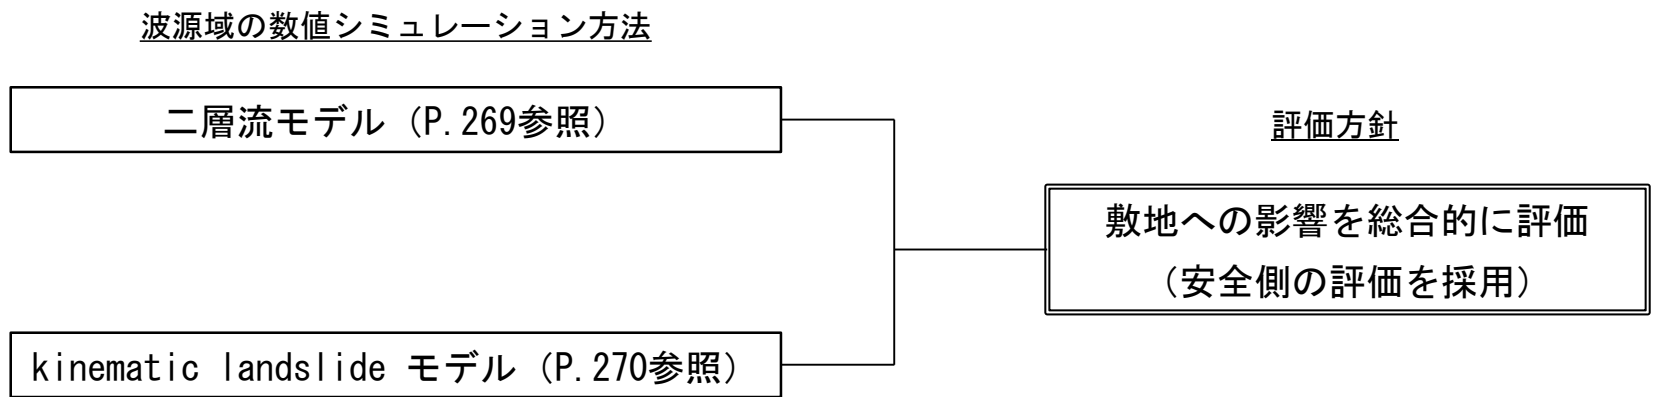 波源域の数値シミュレーション方法
二層流モデル（P.269参照）
kinematic landslide モデル（P.270参照）
評価方針
敷地への影響を総合的に評価
（安全側の評価を採用）